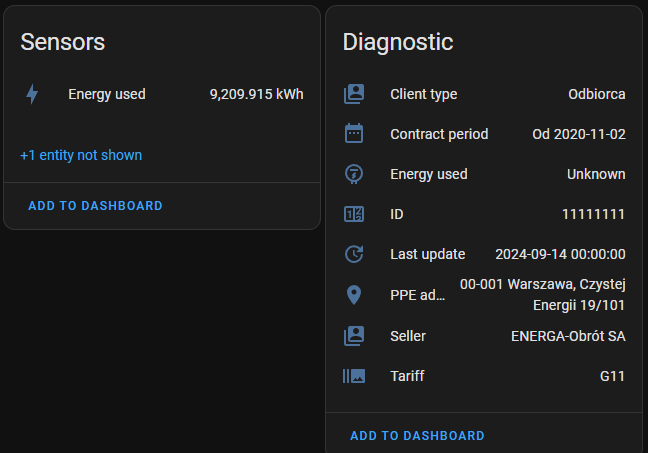 Sensors
Energy used 9,209.915 kWh
+1 entity not shown
ADD TO DASHBOARD
Diagnostic
Client type Odbiorca
Contract period Od 2020-11-02
Energy used Unknown
ID 11111111
Last update 2024-09-14 00:00:00
PPE ad... 00-001 Warszawa, Czystej
Energii 19/101
Seller ENERGA-Obrót SA
Tariff G11
ADD TO DASHBOARD